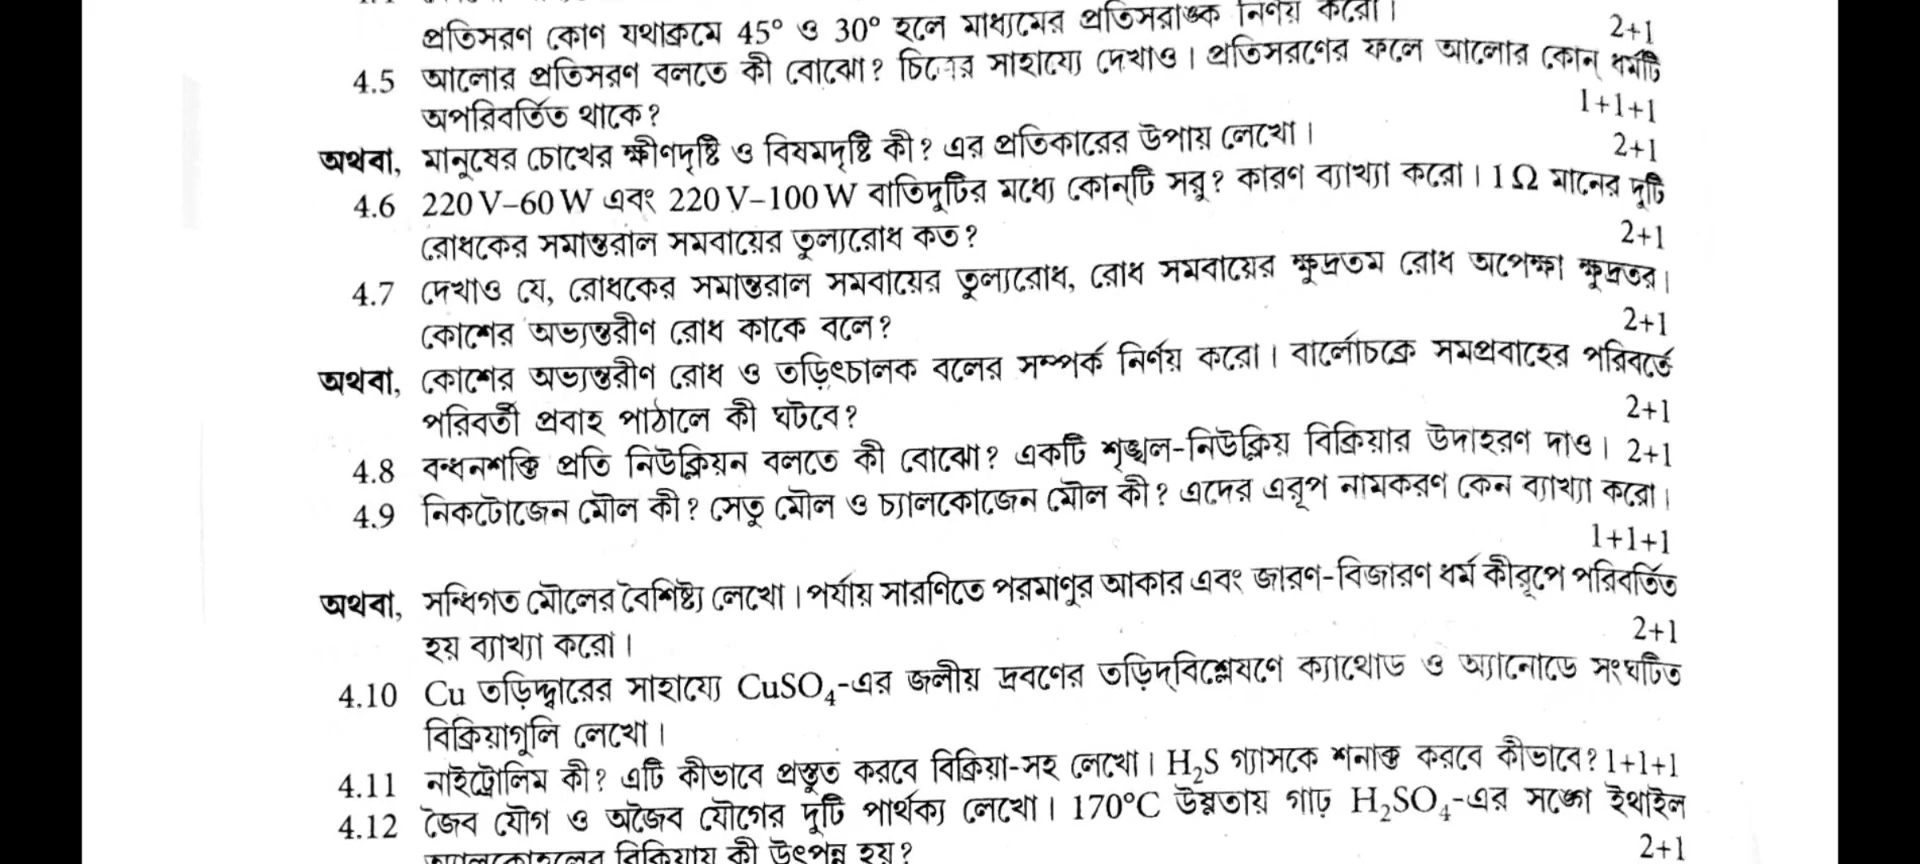 প্রতিসরণ কোণ যথাক্রমে 45° ও 30° হলে মাধ্যমের প্রতিসরাঙ্ক নির্ণয় করো।
2+1
4.5 আলোর প্রতিসরণ বলতে কী বোঝো? চিত্রের সাহায্যে দেখাও। প্রতিসরণের ফলে আলোর কোন্ ধর্মটি
অপরিবর্তিত থাকে? 1+1+1
অথবা, মানুষের চোখের ক্ষীণদৃষ্টি ও বিষমদৃষ্টি কী? এর প্রতিকারের উপায় লেখো। 2+1
4.6 220 V–60 W এবং 220 V–100 W বাতিদুটির মধ্যে কোন্‌টি সরু? কারণ ব্যাখ্যা করো। 1 Ω মানের দুটি
রোধকের সমান্তরাল সমবায়ের তুল্যরোধ কত? 2+1
4.7 দেখাও যে, রোধকের সমান্তরাল সমবায়ের তুল্যরোধ, রোধ সমবায়ের ক্ষুদ্রতম রোধ অপেক্ষা ক্ষুদ্রতর।
কোশের অভ্যন্তরীণ রোধ কাকে বলে? 2+1
অথবা, কোশের অভ্যন্তরীণ রোধ ও তড়িৎচালক বলের সম্পর্ক নির্ণয় করো। বার্লোচক্রে সমপ্রবাহের পরিবর্তে
পরিবর্তী প্রবাহ পাঠালে কী ঘটবে? 2+1
4.8 বন্ধনশক্তি প্রতি নিউক্লিয়ন বলতে কী বোঝো? একটি শৃঙ্খল-নিউক্লিয় বিক্রিয়ার উদাহরণ দাও। 2+1
4.9 নিকটোজেন মৌল কী? সেতু মৌল ও চ্যালকোজেন মৌল কী? এদের এরূপ নামকরণ কেন ব্যাখ্যা করো।
1+1+1
অথবা, সন্ধিগত মৌলের বৈশিষ্ট্য লেখো। পর্যায় সারণিতে পরমাণুর আকার এবং জারণ-বিজারণ ধর্ম কীরূপে পরিবর্তিত
হয় ব্যাখ্যা করো। 2+1
4.10 Cu তড়িদ্দ্বারের সাহায্যে CuSO₄-এর জলীয় দ্রবণের তড়িদ্‌বিশ্লেষণে ক্যাথোড ও অ্যানোডে সংঘটিত
বিক্রিয়াগুলি লেখো।
4.11 নাইট্রোলিম কী? এটি কীভাবে প্রস্তুত করবে বিক্রিয়া-সহ লেখো। H₂S গ্যাসকে শনাক্ত করবে কীভাবে? 1+1+1
4.12 জৈব যৌগ ও অজৈব যৌগের দুটি পার্থক্য লেখো। 170°C উষ্ণতায় গাঢ় H₂SO₄-এর সঙ্গে ইথাইল
অ্যালকোহলের বিক্রিয়ায় কী উৎপন্ন হয়? 2+1